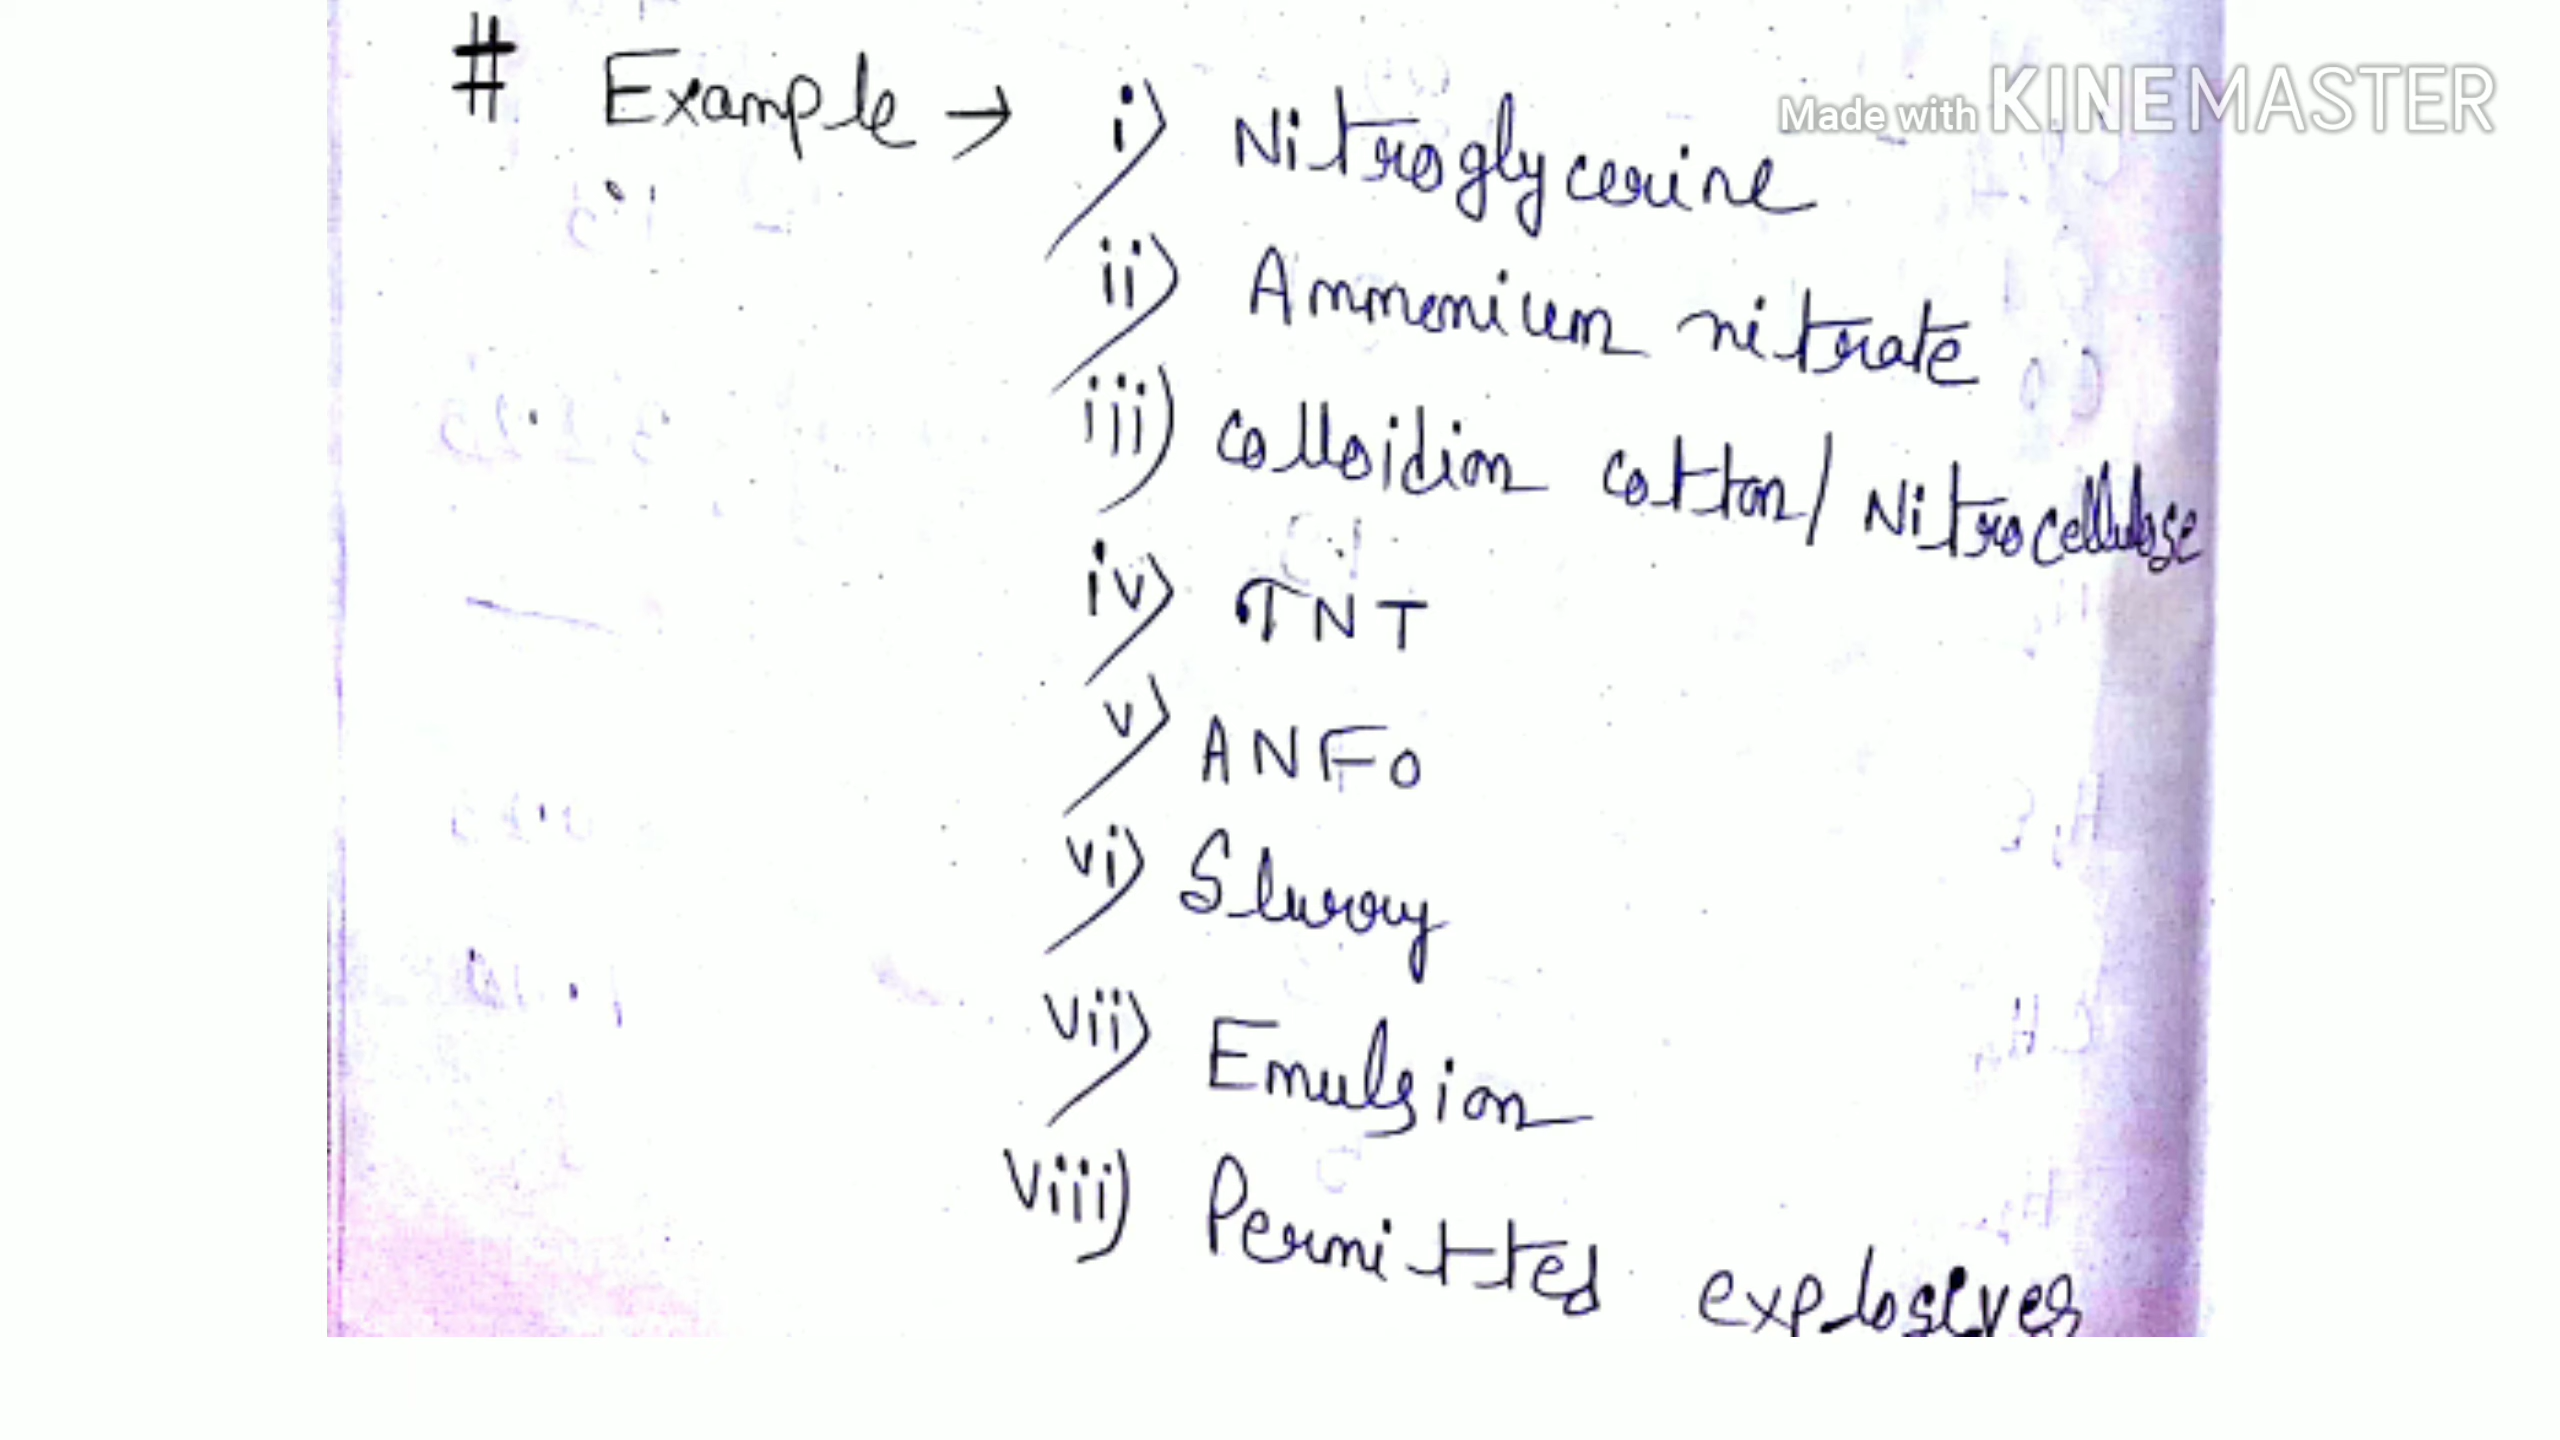 # Example → i) Nitroglycerine
Made with KINEMASTER
ii) Ammonium nitrate
iii) Colloidion cotton/ Nitrocellulose
iv) TNT
v) ANFO
vi) Slurry
vii) Emulsion
viii) Permitted explosives